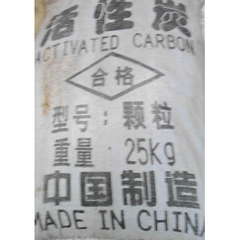 活性炭
ACTIVATED CARBON
合格
型号：颗粒
重量 25Kg
中国制造
MADE IN CHINA